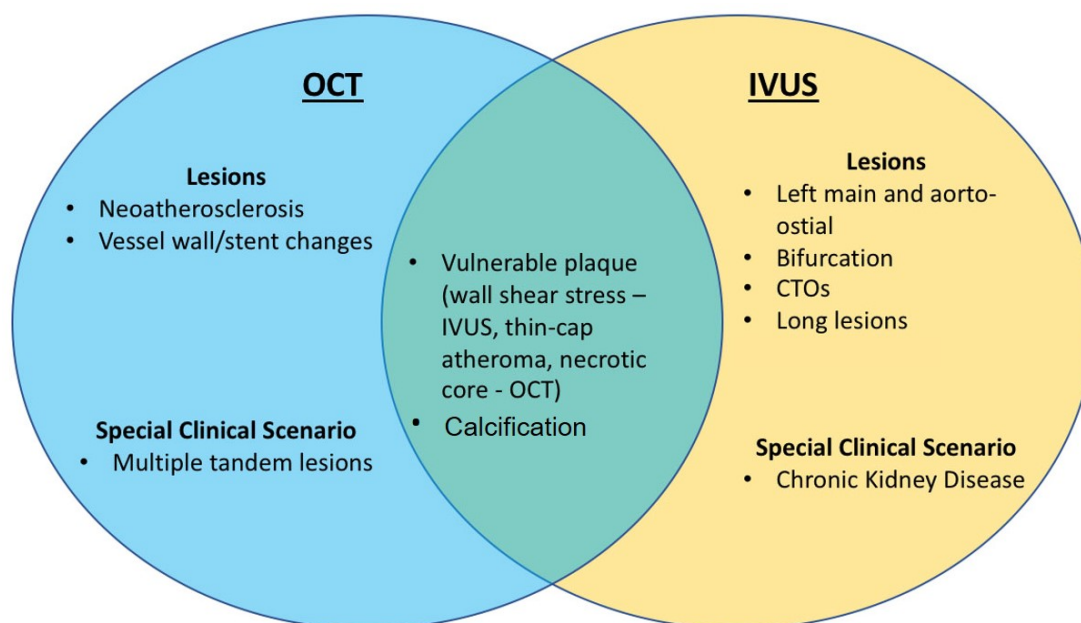 OCT
Lesions
• Neoatherosclerosis
• Vessel wall/stent changes
Special Clinical Scenario
• Multiple tandem lesions
• Vulnerable plaque
(wall shear stress –
IVUS, thin-cap
atheroma, necrotic
core - OCT)
• Calcification
IVUS
Lesions
• Left main and aorto-
ostial
• Bifurcation
• CTOs
• Long lesions
Special Clinical Scenario
• Chronic Kidney Disease